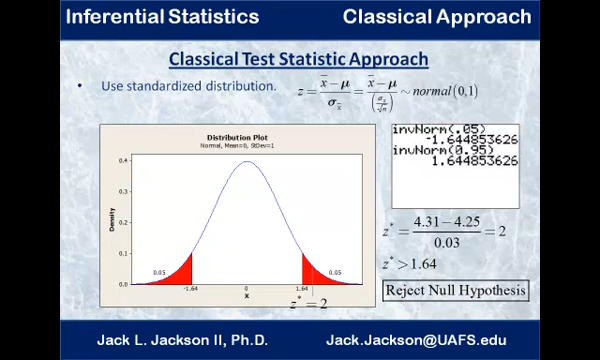 Inferential Statistics Classical Approach
Classical Test Statistic Approach
• Use standardized distribution. z = (x̄ − μ)/σ_x̄ = (x̄ − μ)/(σ_x/√n) ~ normal(0,1)
Distribution Plot
Normal, Mean=0, StDev=1
0.4
0.3
0.2
0.1
0.0
Density
0.05 0.05
-1.64 0 1.64
X
z* = 2
invNorm(.05)
-1.644853626
invNorm(0.95)
1.644853626
z* = (4.31−4.25)/0.03 = 2
z* > 1.64
Reject Null Hypothesis
Jack L. Jackson II, Ph.D. Jack.Jackson@UAFS.edu